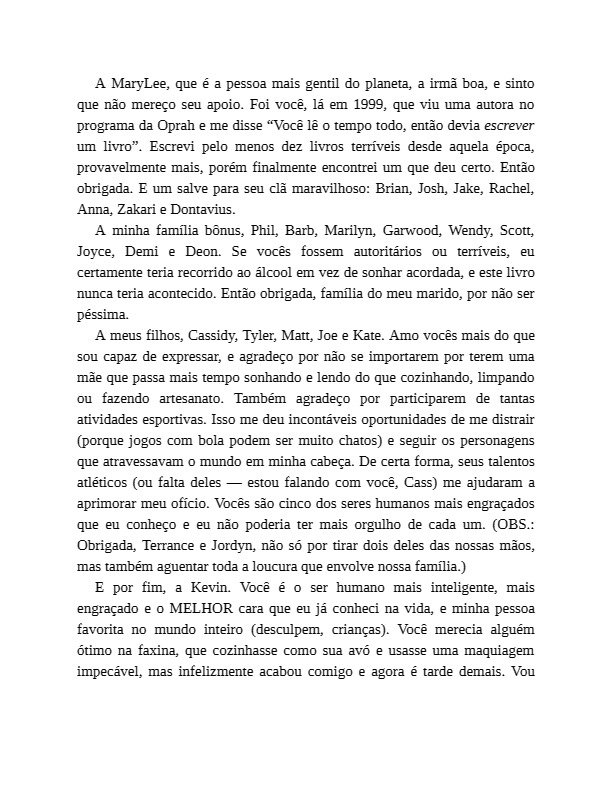 A MaryLee, que é a pessoa mais gentil do planeta, a irmã boa, e sinto
que não mereço seu apoio. Foi você, lá em 1999, que viu uma autora no
programa da Oprah e me disse “Você lê o tempo todo, então devia escrever
um livro”. Escrevi pelo menos dez livros terríveis desde aquela época,
provavelmente mais, porém finalmente encontrei um que deu certo. Então
obrigada. E um salve para seu clã maravilhoso: Brian, Josh, Jake, Rachel,
Anna, Zakari e Dontavius.
A minha família bônus, Phil, Barb, Marilyn, Garwood, Wendy, Scott,
Joyce, Demi e Deon. Se vocês fossem autoritários ou terríveis, eu
certamente teria recorrido ao álcool em vez de sonhar acordada, e este livro
nunca teria acontecido. Então obrigada, família do meu marido, por não ser
péssima.
A meus filhos, Cassidy, Tyler, Matt, Joe e Kate. Amo vocês mais do que
sou capaz de expressar, e agradeço por não se importarem por terem uma
mãe que passa mais tempo sonhando e lendo do que cozinhando, limpando
ou fazendo artesanato. Também agradeço por participarem de tantas
atividades esportivas. Isso me deu incontáveis oportunidades de me distrair
(porque jogos com bola podem ser muito chatos) e seguir os personagens
que atravessavam o mundo em minha cabeça. De certa forma, seus talentos
atléticos (ou falta deles — estou falando com você, Cass) me ajudaram a
aprimorar meu ofício. Vocês são cinco dos seres humanos mais engraçados
que eu conheço e eu não poderia ter mais orgulho de cada um. (OBS.:
Obrigada, Terrance e Jordyn, não só por tirar dois deles das nossas mãos,
mas também aguentar toda a loucura que envolve nossa família.)
E por fim, a Kevin. Você é o ser humano mais inteligente, mais
engraçado e o MELHOR cara que eu já conheci na vida, e minha pessoa
favorita no mundo inteiro (desculpem, crianças). Você merecia alguém
ótimo na faxina, que cozinhasse como sua avó e usasse uma maquiagem
impecável, mas infelizmente acabou comigo e agora é tarde demais. Vou